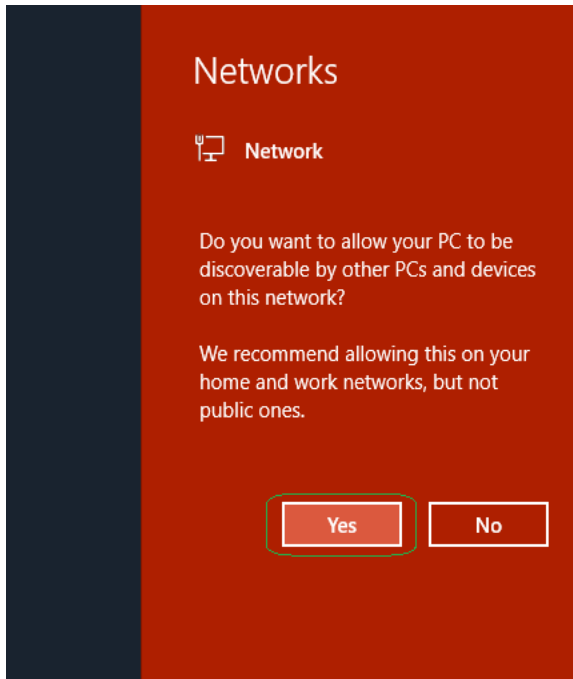 Networks
Network
Do you want to allow your PC to be
discoverable by other PCs and devices
on this network?
We recommend allowing this on your
home and work networks, but not
public ones.
Yes No